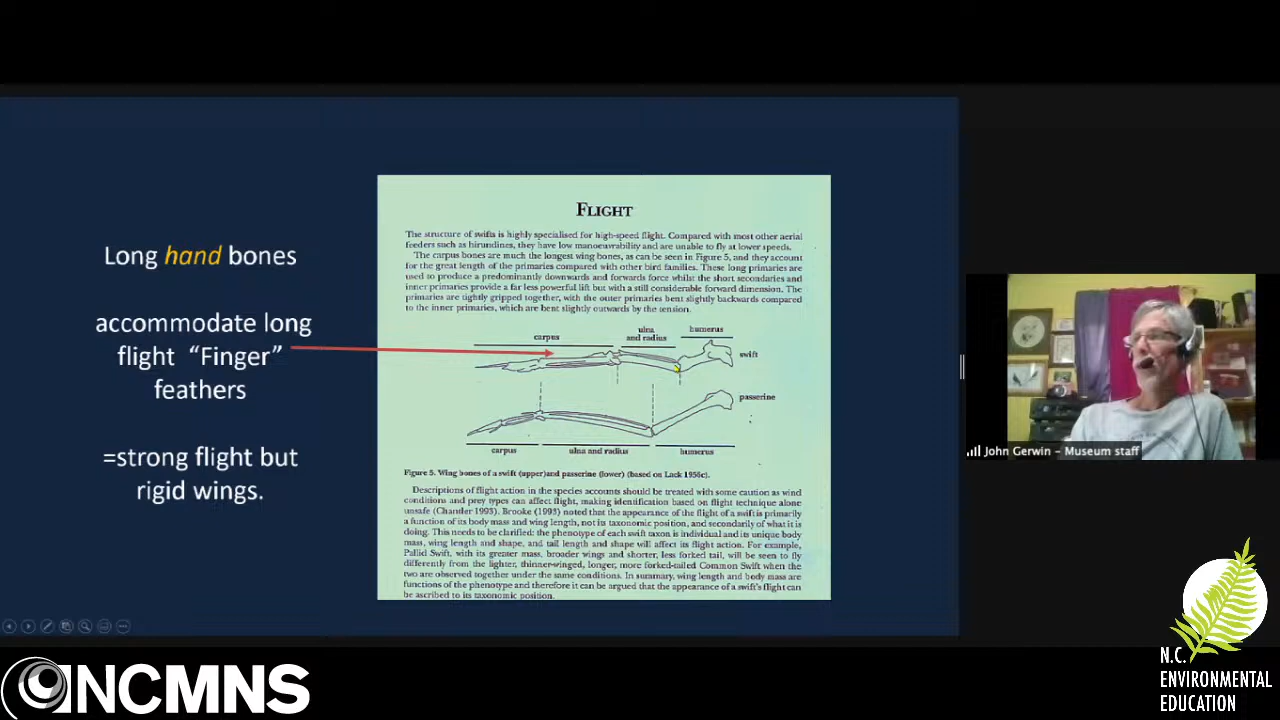 Long hand bones
accommodate long
flight “Finger”
feathers
=strong flight but
rigid wings.
FLIGHT
The structure of swifts is highly specialised for high-speed flight. Compared with most other aerial
feeders such as hirundines, they have low manoeuvrability and are unable to fly at lower speeds.
The carpus bones are much the longest wing bones, as can be seen in Figure 5, and they account
for the great length of the primaries compared with other bird families. These long primaries are
used to produce a predominantly downwards and forwards force whilst the short secondaries and
inner primaries provide a far less powerful lift but with a still considerable forward dimension. The
primaries are tightly gripped together, with the outer primaries bent slightly backwards compared
to the inner primaries, which are bent slightly outwards by the tension.
carpus
ulna
and radius
humerus
swift
passerine
carpus
ulna and radius
humerus
Figure 5. Wing bones of a swift (upper)and passerine (lower) (based on Lack 1956c).
Descriptions of flight action in the species accounts should be treated with some caution as wind
conditions and prey types can affect flight, making identification based on flight technique alone
unsafe (Chantler 1993). Brooke (1993) noted that the appearance of the flight of a swift is primarily
a function of its body mass and wing length, not its taxonomic position, and secondarily of what it is
doing. This needs to be clarified: the phenotype of each swift taxon is individual and its unique body
mass, wing length and shape, and tail length and shape will affect its flight action. For example,
Pallid Swift, with its greater mass, broader wings and shorter, less forked tail, will be seen to fly
differently from the lighter, thinner-winged, longer, more forked-tailed Common Swift when the
two are observed together under the same conditions. In summary, wing length and body mass are
functions of the phenotype and therefore it can be argued that the appearance of a swift's flight can
be ascribed to its taxonomic position.
John Gerwin – Museum staff
NCMNS
N.C.
ENVIRONMENTAL
EDUCATION